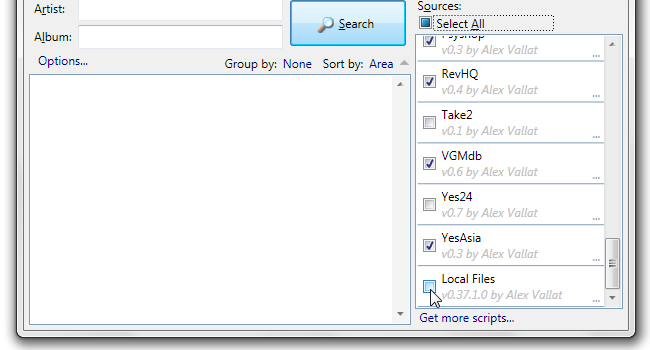 Artist:
Album:
Search
Options...
Group by: None Sort by: Area
Sources:
Select All
Psyshop
v0.3 by Alex Vallat
...
RevHQ
v0.4 by Alex Vallat
...
Take2
v0.1 by Alex Vallat
...
VGMdb
v0.6 by Alex Vallat
...
Yes24
v0.7 by Alex Vallat
...
YesAsia
v0.3 by Alex Vallat
...
Local Files
v0.37.1.0 by Alex Vallat
...
Get more scripts...